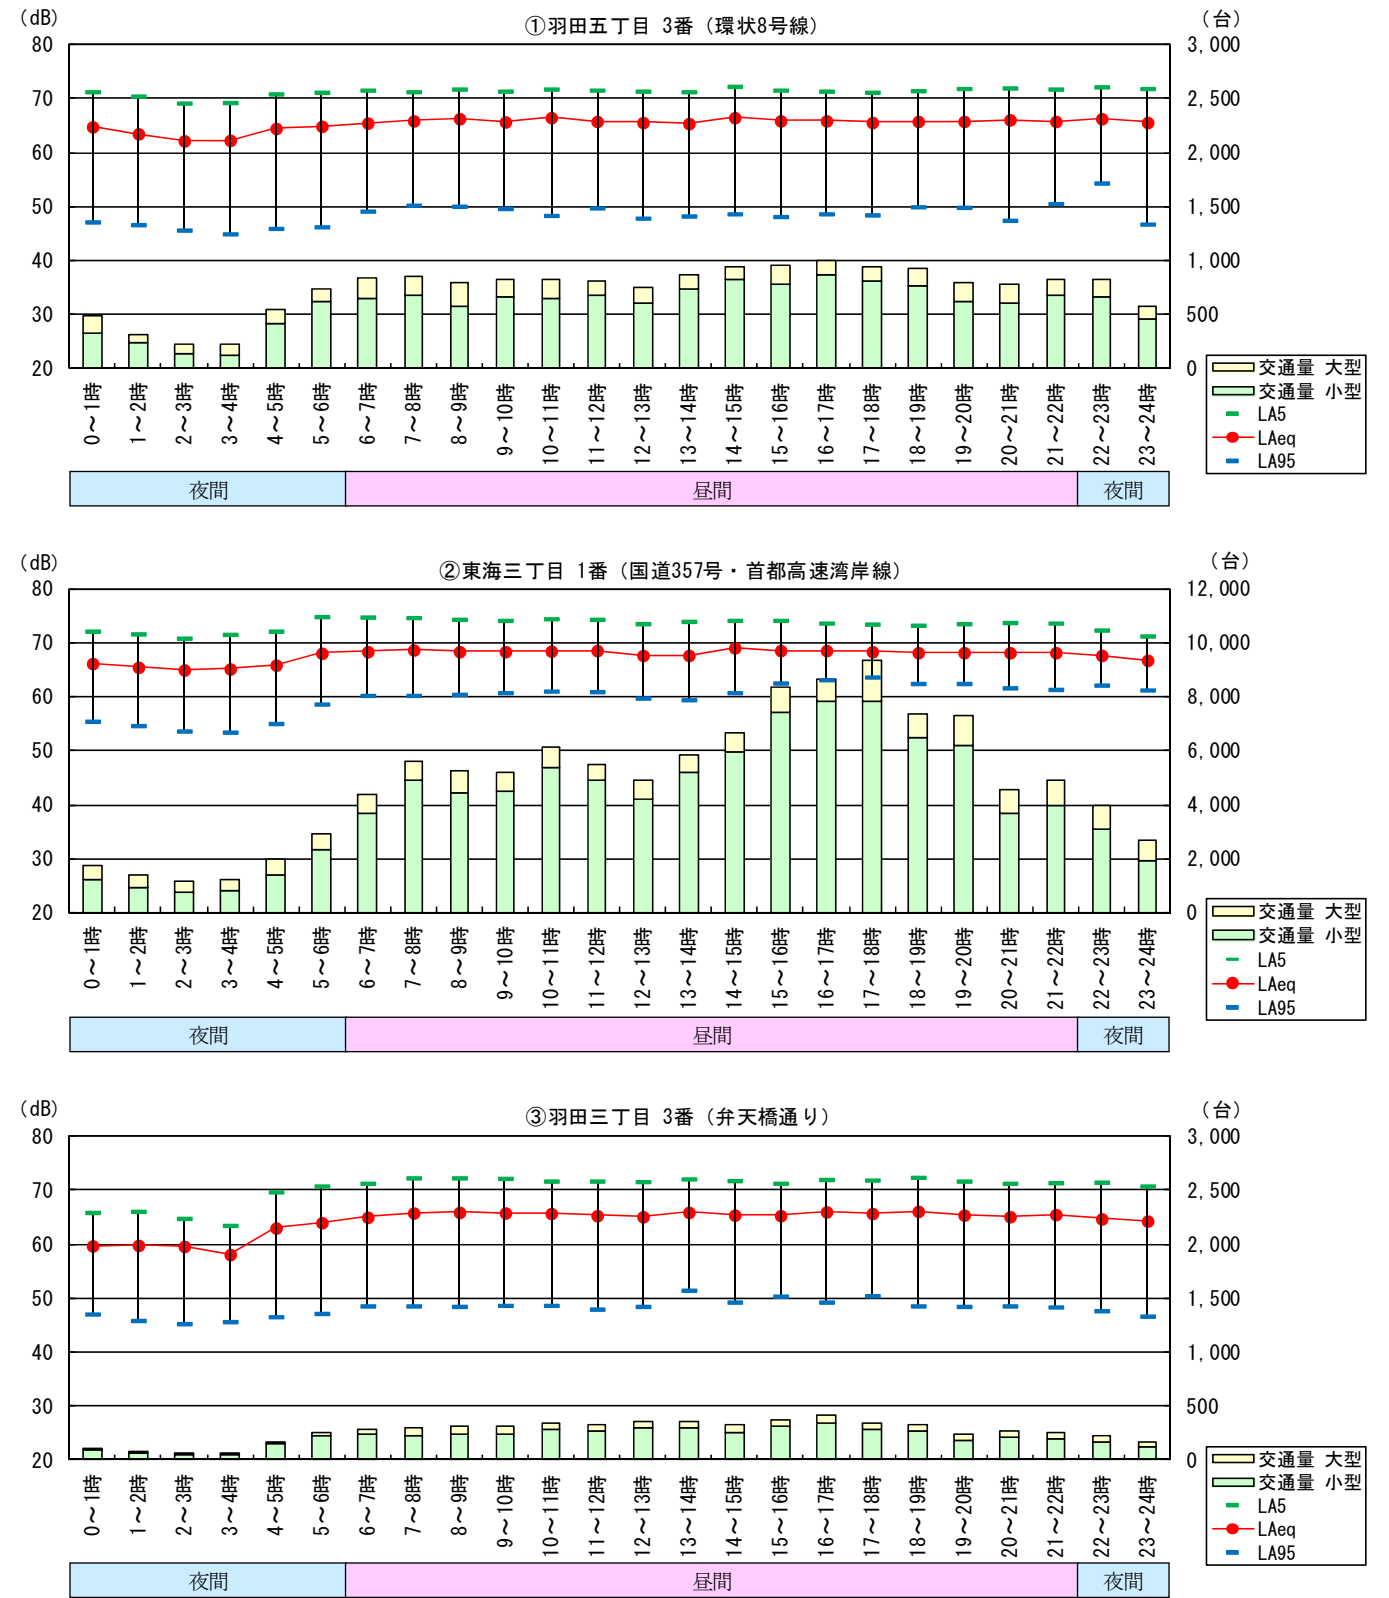 (dB)
①羽田五丁目 3番（環状8号線）
（台）
80
70
60
50
40
30
20
3,000
2,500
2,000
1,500
1,000
500
0
0～1時
1～2時
2～3時
3～4時
4～5時
5～6時
6～7時
7～8時
8～9時
9～10時
10～11時
11～12時
12～13時
13～14時
14～15時
15～16時
16～17時
17～18時
18～19時
19～20時
20～21時
21～22時
22～23時
23～24時
交通量 大型
交通量 小型
LA5
LAeq
LA95
夜間
昼間
夜間
(dB)
②東海三丁目 1番（国道357号・首都高速湾岸線）
（台）
80
70
60
50
40
30
20
12,000
10,000
8,000
6,000
4,000
2,000
0
0～1時
1～2時
2～3時
3～4時
4～5時
5～6時
6～7時
7～8時
8～9時
9～10時
10～11時
11～12時
12～13時
13～14時
14～15時
15～16時
16～17時
17～18時
18～19時
19～20時
20～21時
21～22時
22～23時
23～24時
交通量 大型
交通量 小型
LA5
LAeq
LA95
夜間
昼間
夜間
(dB)
③羽田三丁目 3番（弁天橋通り）
（台）
80
70
60
50
40
30
20
3,000
2,500
2,000
1,500
1,000
500
0
0～1時
1～2時
2～3時
3～4時
4～5時
5～6時
6～7時
7～8時
8～9時
9～10時
10～11時
11～12時
12～13時
13～14時
14～15時
15～16時
16～17時
17～18時
18～19時
19～20時
20～21時
21～22時
22～23時
23～24時
交通量 大型
交通量 小型
LA5
LAeq
LA95
夜間
昼間
夜間